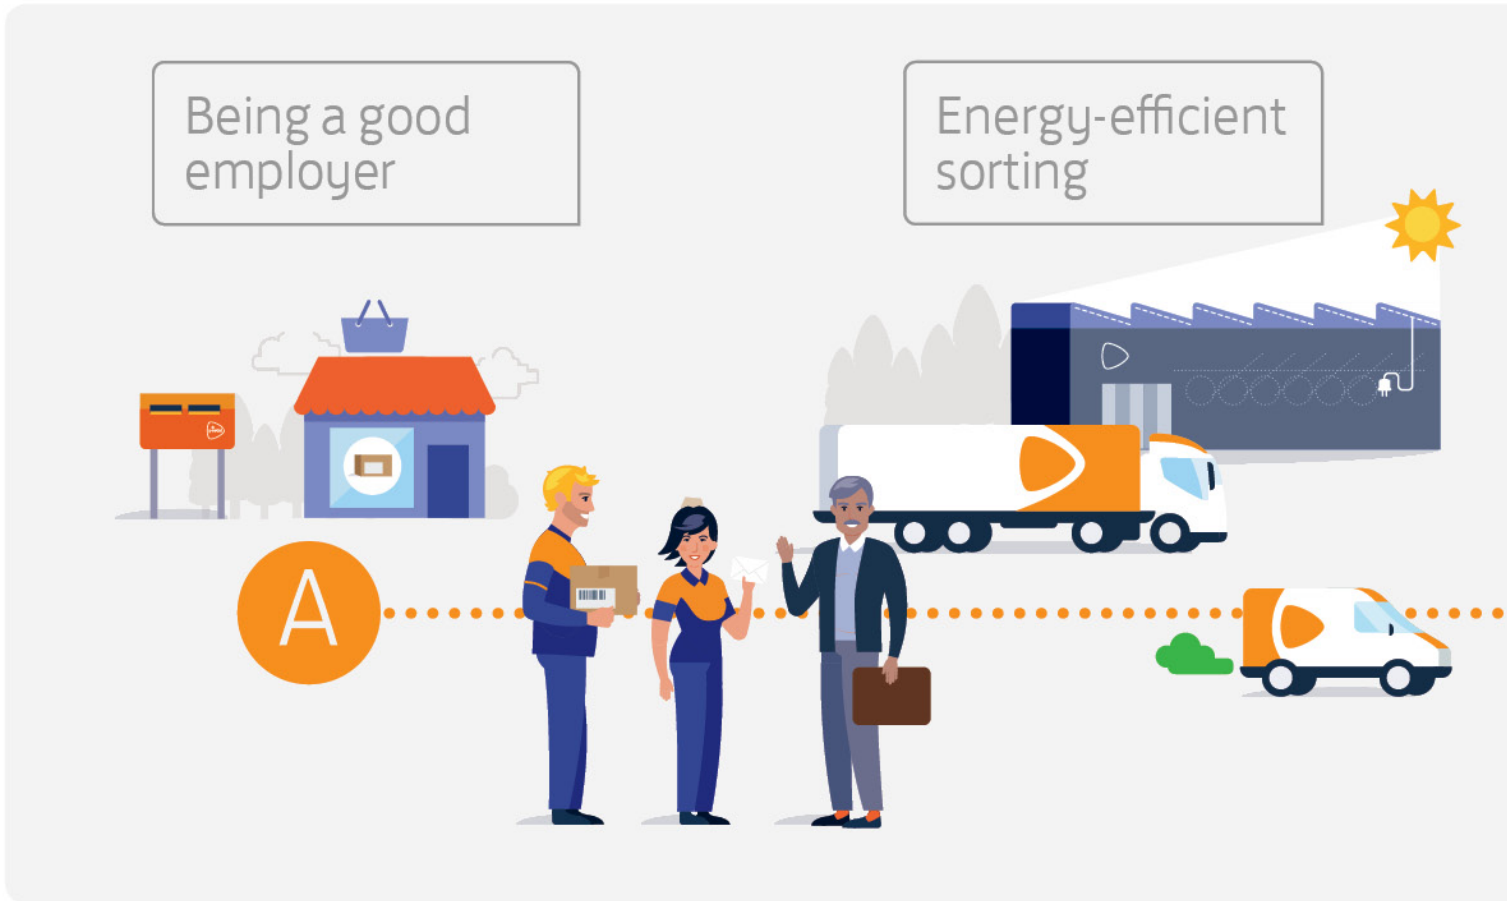 Being a good
employer
Energy-efficient
sorting
A